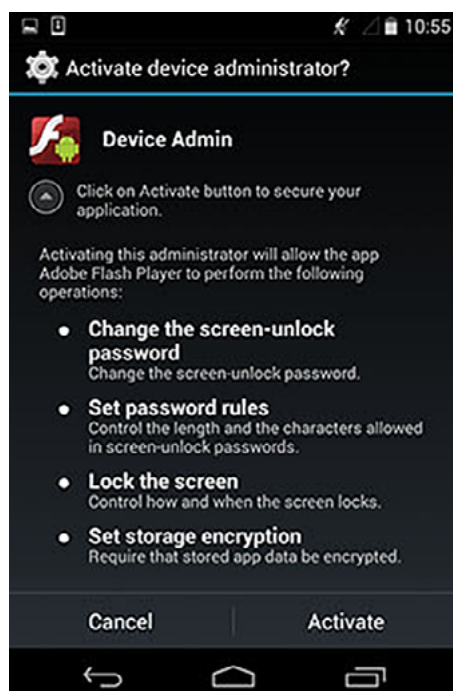 10:55
Activate device administrator?
Device Admin
Click on Activate button to secure your
application.
Activating this administrator will allow the app
Adobe Flash Player to perform the following
operations:
• Change the screen-unlock
password
Change the screen-unlock password.
• Set password rules
Control the length and the characters allowed
in screen-unlock passwords.
• Lock the screen
Control how and when the screen locks.
• Set storage encryption
Require that stored app data be encrypted.
Cancel
Activate